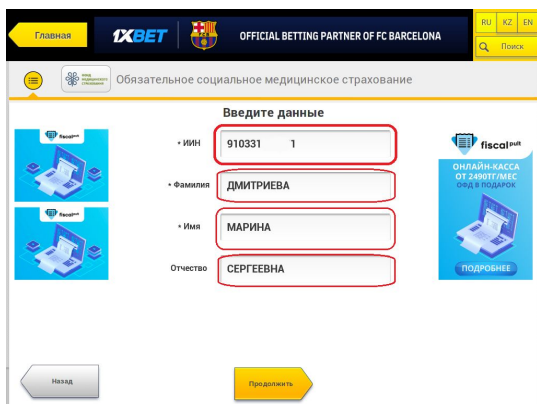 Главная
1XBET
OFFICIAL BETTING PARTNER OF FC BARCELONA
RU KZ EN
Поиск
Обязательное социальное медицинское страхование
Введите данные
* ИИН 910331 1
* Фамилия ДМИТРИЕВА
* Имя МАРИНА
Отчество СЕРГЕЕВНА
fiscalpult
fiscalpult
fiscalpult
ОНЛАЙН-КАССА
ОТ 2490ТГ/МЕС
ОФД В ПОДАРОК
ПОДРОБНЕЕ
Назад
Продолжить